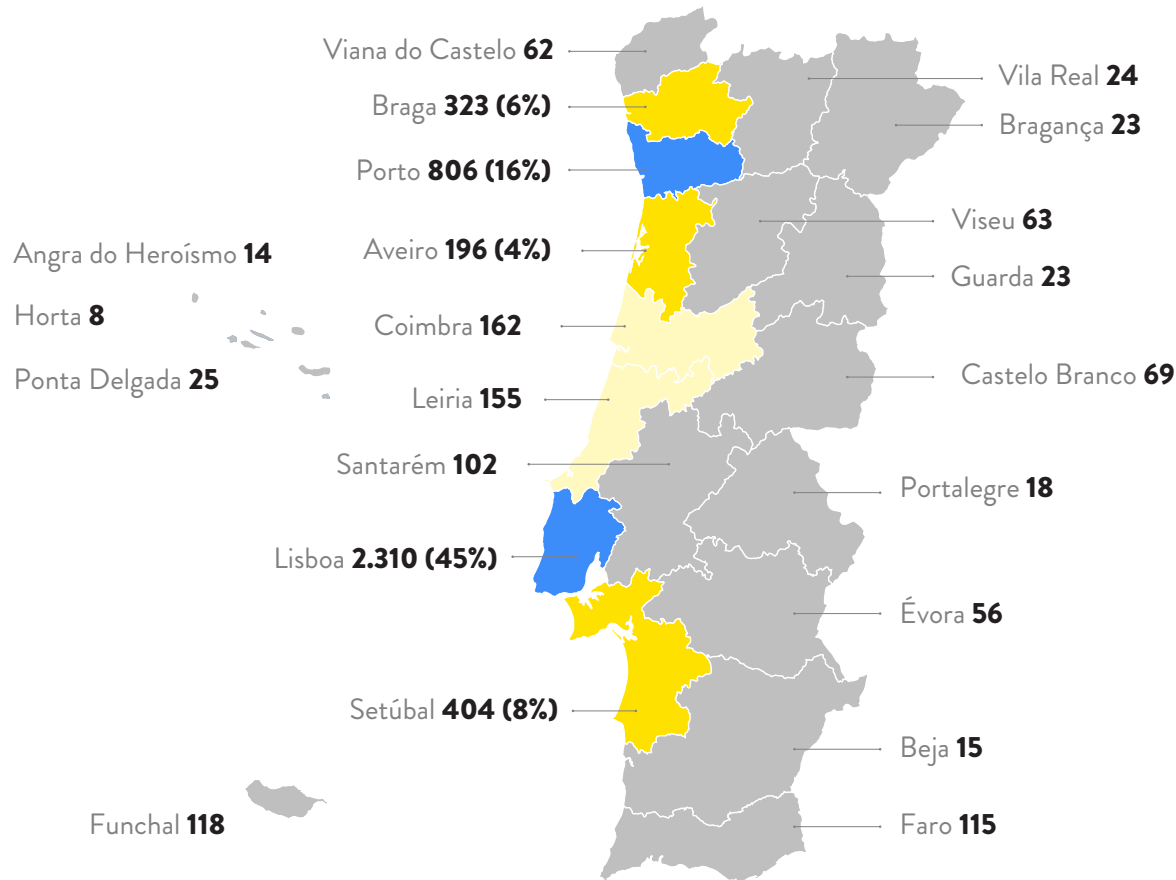 Viana do Castelo 62
Vila Real 24
Braga 323 (6%)
Bragança 23
Porto 806 (16%)
Viseu 63
Aveiro 196 (4%)
Angra do Heroísmo 14
Guarda 23
Horta 8
Coimbra 162
Ponta Delgada 25
Castelo Branco 69
Leiria 155
Santarém 102
Portalegre 18
Lisboa 2.310 (45%)
Évora 56
Setúbal 404 (8%)
Beja 15
Funchal 118
Faro 115